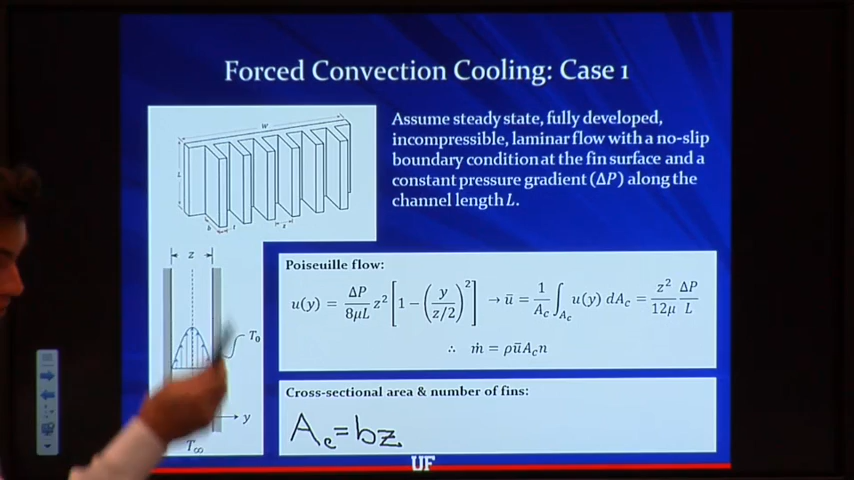 Forced Convection Cooling: Case 1
Assume steady state, fully developed,
incompressible, laminar flow with a no-slip
boundary condition at the fin surface and a
constant pressure gradient (ΔP) along the
channel length L.
w
L
b
t
z
z
T₀
y
T∞
Poiseuille flow:
u(y) = ΔP/8μL z² [1 − (y/(z/2))²] → ū = 1/A_c ∫_{A_c} u(y) dA_c = z²/12μ ΔP/L
∴ ṁ = ρūA_cn
Cross-sectional area & number of fins:
A_c=bz
UF